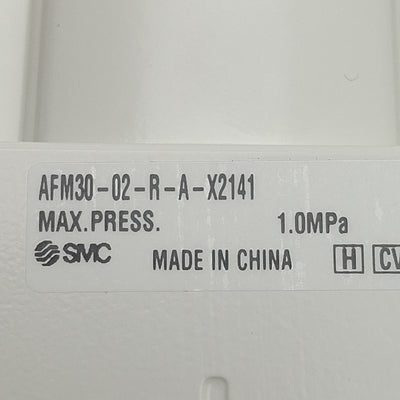 AFM30-02-R-A-X2141
MAX.PRESS. 1.0MPa
SMC MADE IN CHINA H CV